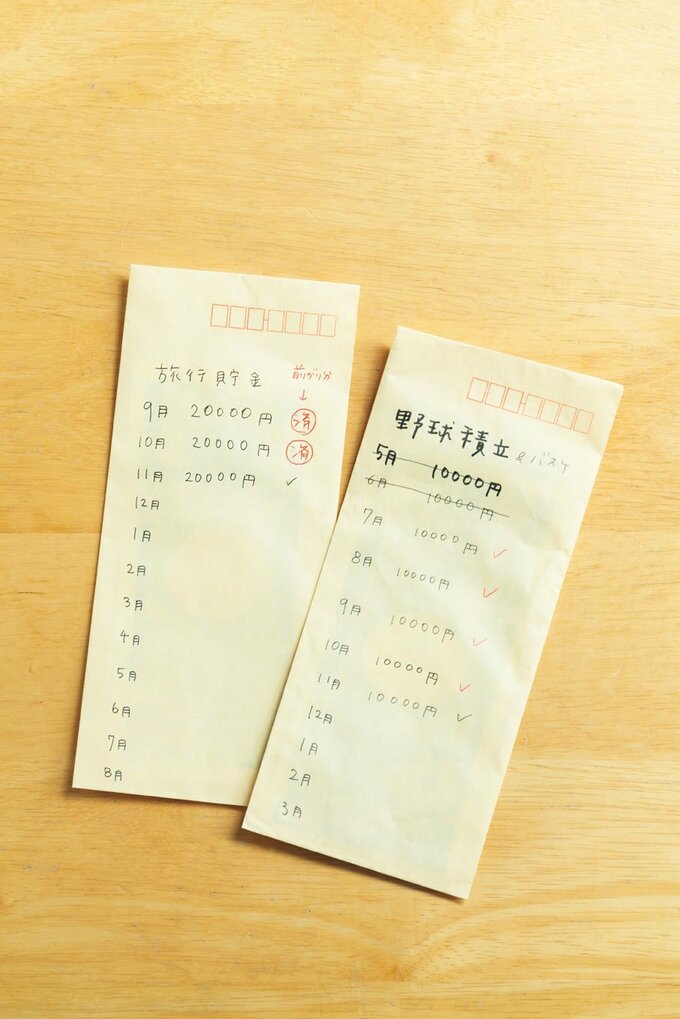 旅行貯金 前がり分
↓
9月 20000円 済
10月 20000円 済
11月 20000円 ✓
12月
1月
2月
3月
4月
5月
6月
7月
8月
野球積立 &バスケ
5月 10000円
6月 10000円
7月 10000円 ✓
8月 10000円 ✓
9月 10000円 ✓
10月 10000円 ✓
11月 10000円 ✓
12月
1月
2月
3月